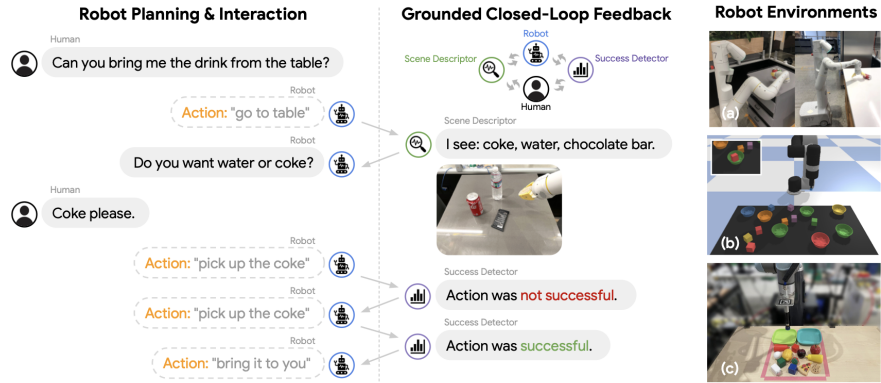 Robot Planning & Interaction
Human
Can you bring me the drink from the table?
Robot
Action: "go to table"
Robot
Do you want water or coke?
Human
Coke please.
Robot
Action: "pick up the coke"
Robot
Action: "pick up the coke"
Robot
Action: "bring it to you"
Grounded Closed-Loop Feedback
Robot
Scene Descriptor
Success Detector
Human
Scene Descriptor
I see: coke, water, chocolate bar.
Success Detector
Action was not successful.
Success Detector
Action was successful.
Robot Environments
(a)
(b)
(c)